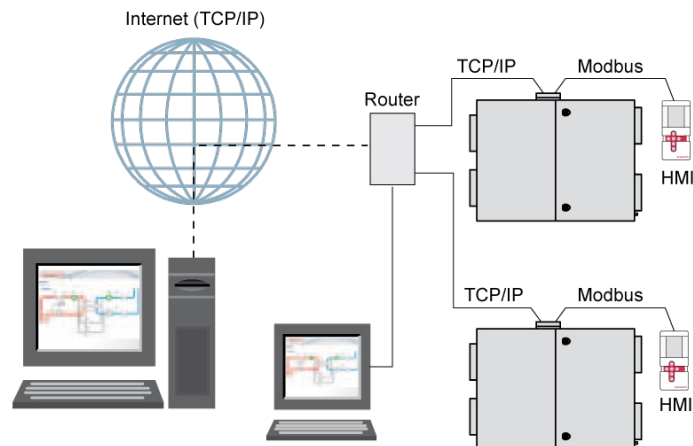 Internet (TCP/IP)
TCP/IP
Modbus
Router
HMI
TCP/IP
Modbus
HMI